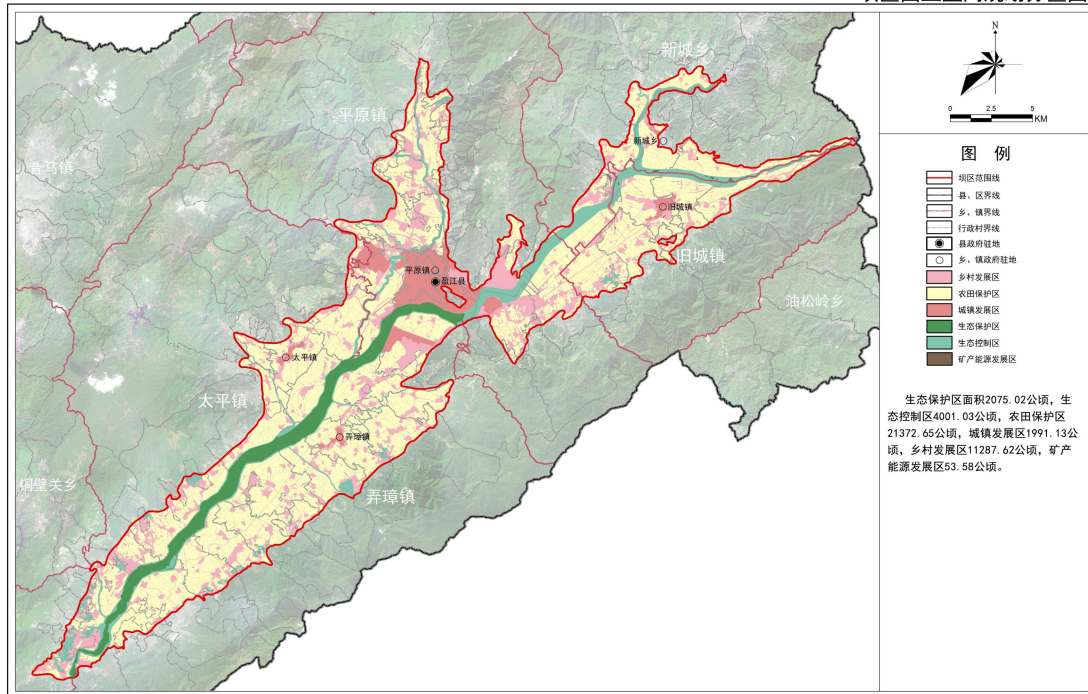 新城乡
平原镇
昔马镇
新城乡
旧城镇
旧城镇
平原镇
盈江县
油松岭乡
太平镇
太平镇
弄璋镇
铜壁关乡
弄璋镇
N
0 2.5 5
KM
图 例
坝区范围线
县、区界线
乡、镇界线
行政村界线
县政府驻地
乡、镇政府驻地
乡村发展区
农田保护区
城镇发展区
生态保护区
生态控制区
矿产能源发展区
生态保护区面积2075.02公顷，生
态控制区4001.03公顷，农田保护区
21372.65公顷，城镇发展区1991.13公
顷，乡村发展区11287.62公顷，矿产
能源发展区53.58公顷。